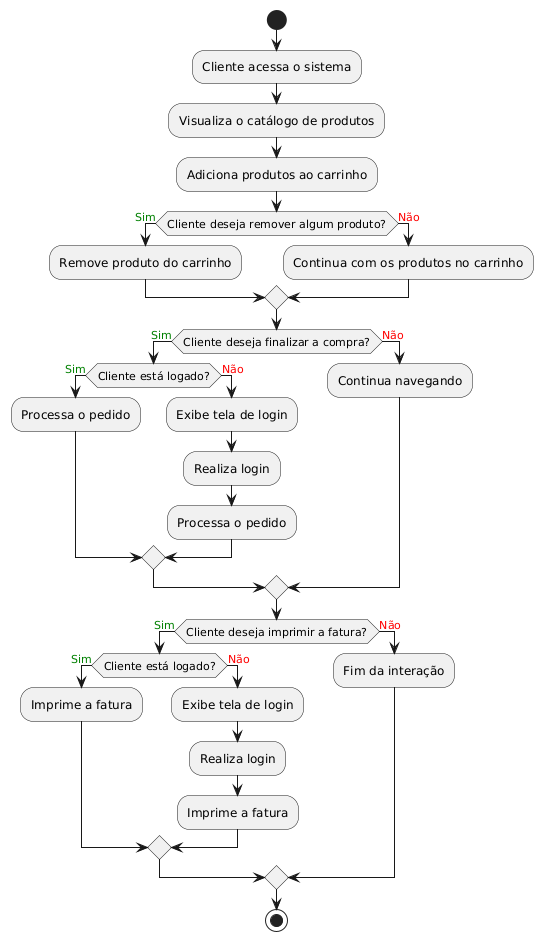 Cliente acessa o sistema
Visualiza o catálogo de produtos
Adiciona produtos ao carrinho
Sim
Cliente deseja remover algum produto?
Não
Remove produto do carrinho
Continua com os produtos no carrinho
Sim
Cliente deseja finalizar a compra?
Não
Sim
Cliente está logado?
Não
Continua navegando
Processa o pedido
Exibe tela de login
Realiza login
Processa o pedido
Sim
Cliente deseja imprimir a fatura?
Não
Sim
Cliente está logado?
Não
Fim da interação
Imprime a fatura
Exibe tela de login
Realiza login
Imprime a fatura